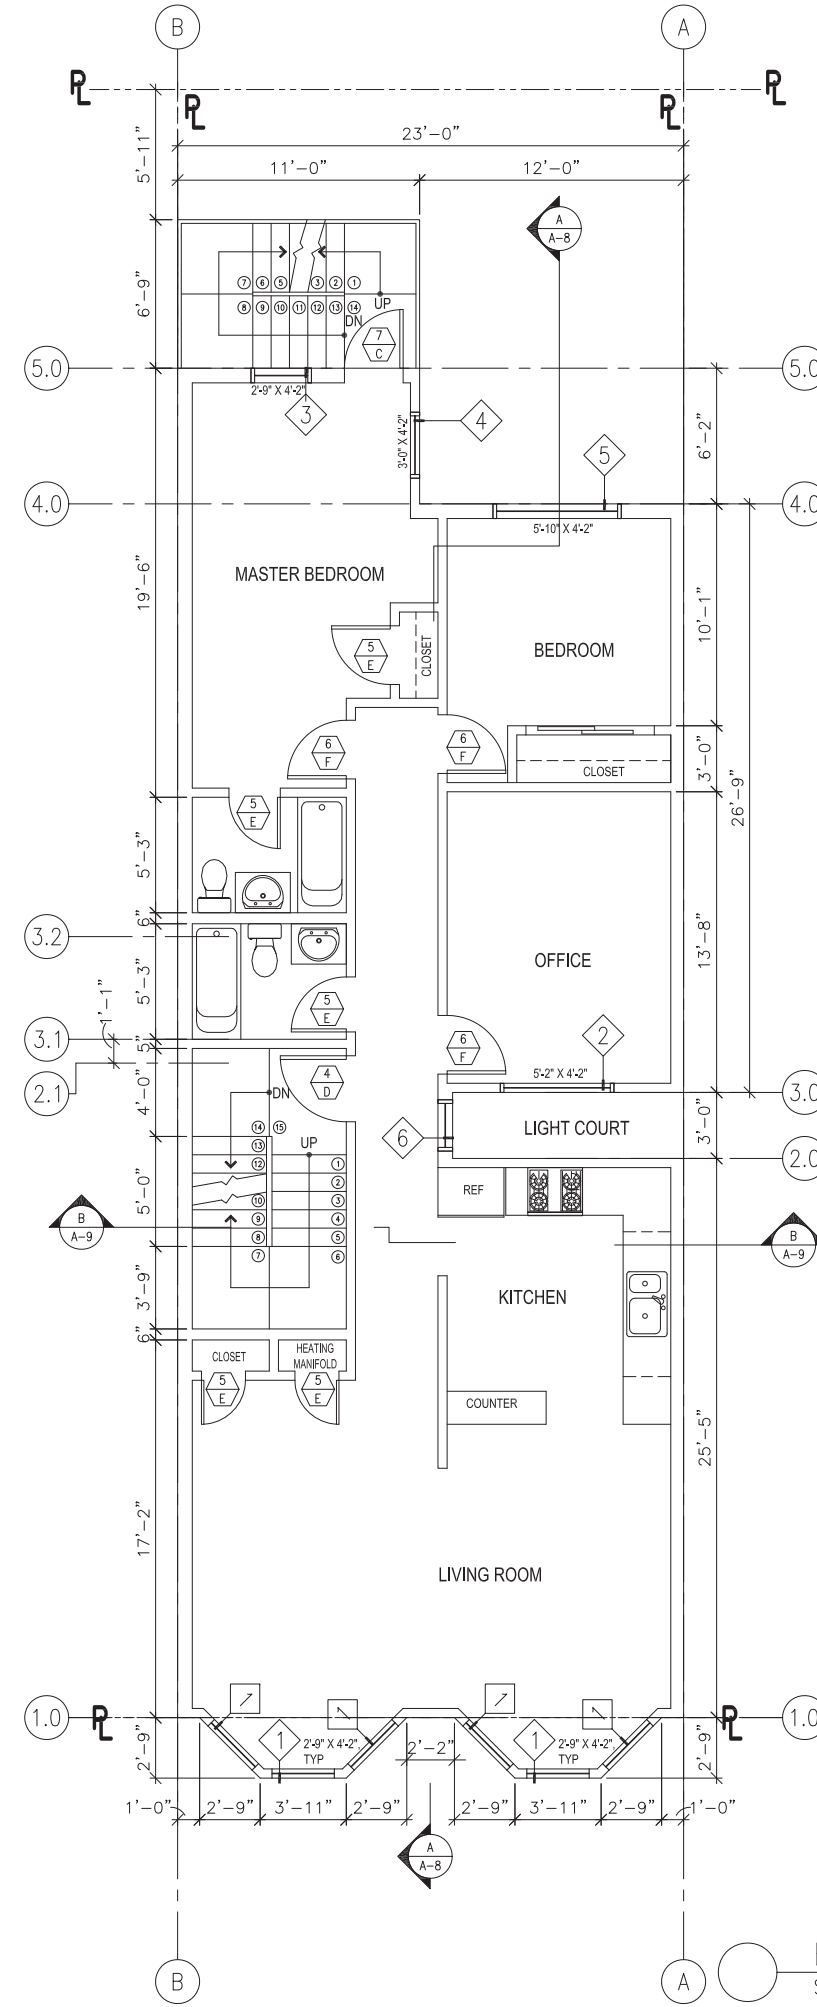 B
A
PL
PL
PL
PL
23'-0"
5'-11"
11'-0"
12'-0"
A
A-8
6'-9"
7 6 5 3 2 1
8 9 10 11 12 13 14
UP
DN
7
C
5.0
5.0
2'-9" X 4'-2"
3
4
3'-0" X 4'-2"
6'-2"
5
4.0
4.0
5'-10" X 4'-2"
MASTER BEDROOM
19'-6"
10'-1"
BEDROOM
5
E
CLOSET
6
F
6
F
CLOSET
3'-0"
26'-9"
5
E
5'-3"
6"
3.2
OFFICE
13'-8"
5'-3"
5
E
1'-1"
3.1
5"
2.1
6
F
2
5'-2" X 4'-2"
4
D
DN
3.0
4'-0"
14 15
13
UP
12
1
2
10
3
9
4
8
5
7
6
6
LIGHT COURT
3'-0"
2.0
REF
5'-0"
B
A-9
B
A-9
3'-9"
KITCHEN
6"
CLOSET
HEATING
MANIFOLD
5
E
5
E
COUNTER
25'-5"
17'-2"
LIVING ROOM
1.0
PL
PL
1.0
1
1
1
1
1
2'-9" X 4'-2",
TYP
1
2'-9" X 4'-2",
TYP
2'-9"
2'-2"
2'-9"
1'-0"
2'-9"
3'-11"
2'-9"
2'-9"
3'-11"
2'-9"
1'-0"
A
A-8
B
A